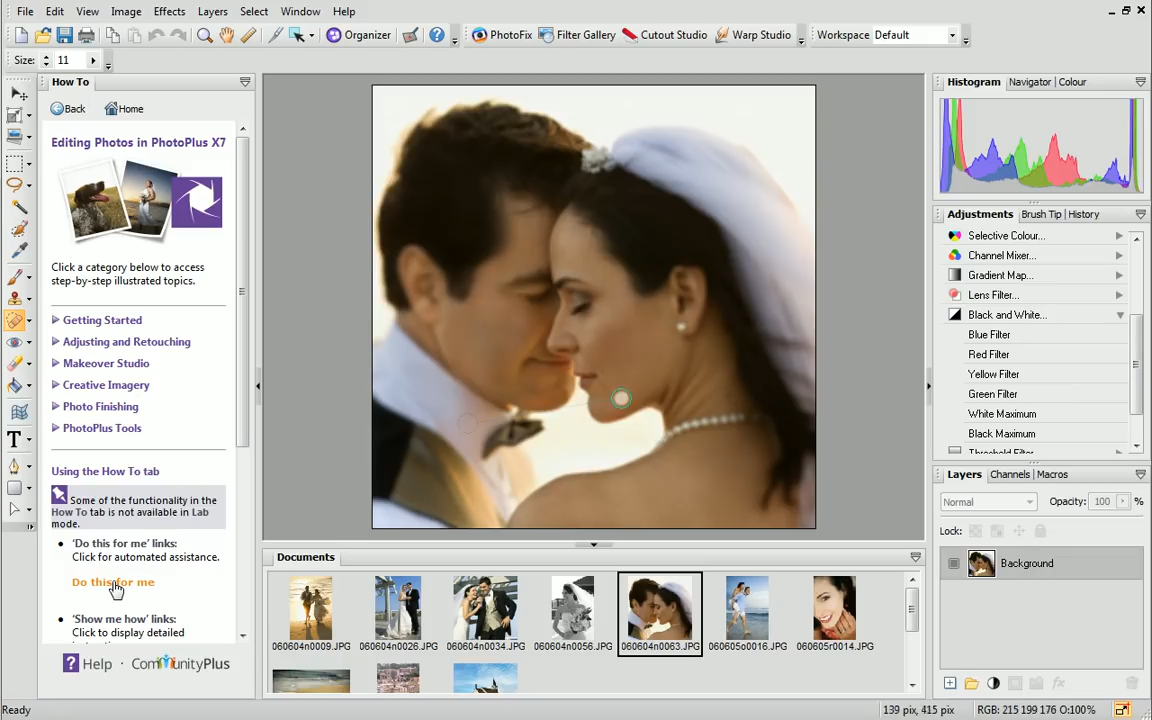 File Edit View Image Effects Layers Select Window Help
Organizer PhotoFix Filter Gallery Cutout Studio Warp Studio Workspace Default
Size: 11
How To
Back Home
Editing Photos in PhotoPlus X7
Click a category below to access
step-by-step illustrated topics.
Getting Started
Adjusting and Retouching
Makeover Studio
Creative Imagery
Photo Finishing
PhotoPlus Tools
Using the How To tab
Some of the functionality in the
How To tab is not available in Lab
mode.
'Do this for me' links:
Click for automated assistance.
Do this for me
'Show me how' links:
Click to display detailed
Help · CommunityPlus
Documents
060604n0009.JPG 060604n0026.JPG 060604n0034.JPG 060604n0056.JPG 060604n0063.JPG 060605o0016.JPG 060605r0014.JPG
Histogram Navigator | Colour
Adjustments Brush Tip | History
Selective Colour...
Channel Mixer...
Gradient Map...
Lens Filter...
Black and White...
Blue Filter
Red Filter
Yellow Filter
Green Filter
White Maximum
Black Maximum
Threshold Filter
Layers Channels | Macros
Normal Opacity: 100 %
Lock:
Background
Ready 139 pix, 415 pix RGB: 215 199 176 O:100%